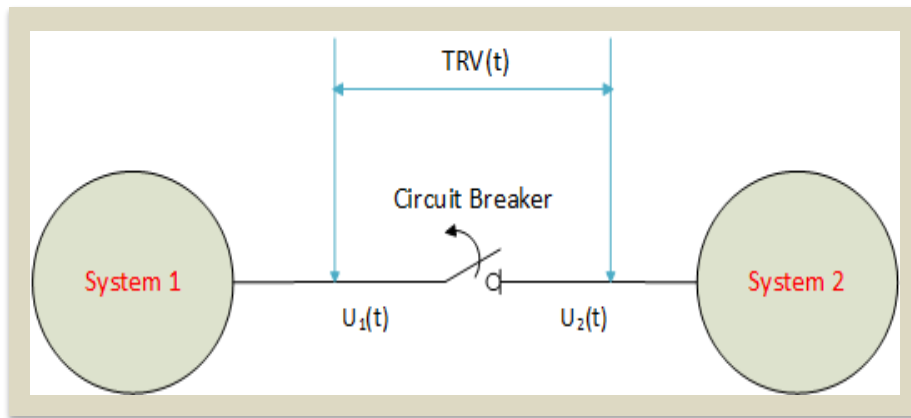 TRV(t)
Circuit Breaker
System 1
System 2
U₁(t)
U₂(t)